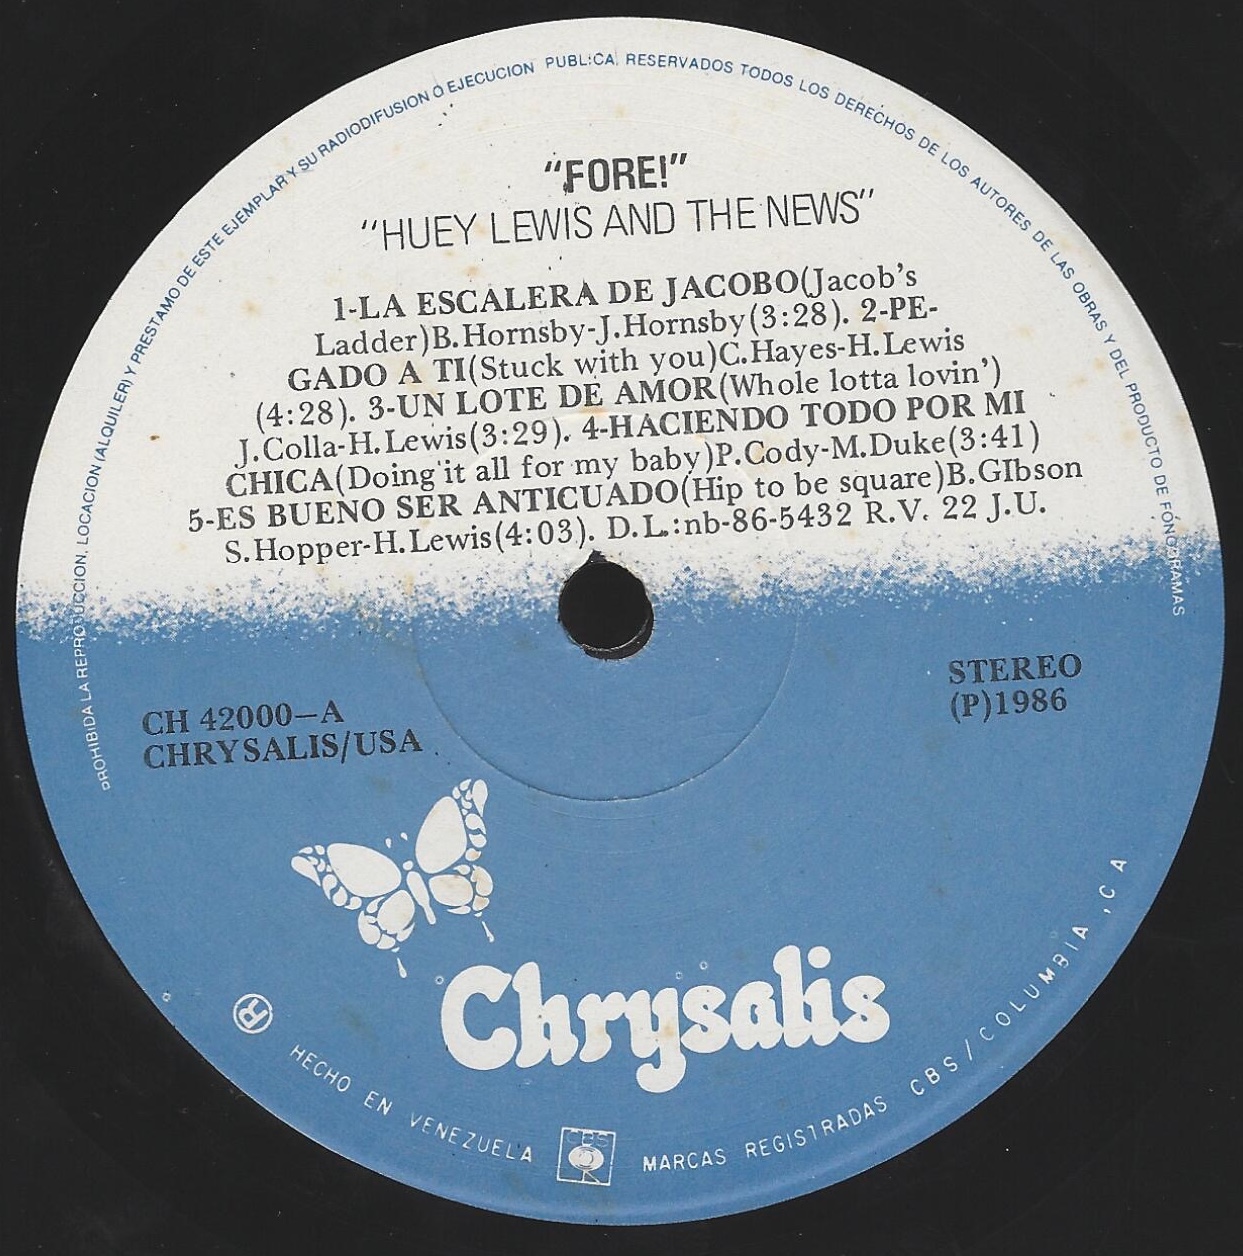 PROHIBIDA LA REPRODUCCION, LOCACION (ALQUILER) Y PRESTAMO DE ESTE EJEMPLAR Y SU RADIODIFUSION O EJECUCION PUBLICA. RESERVADOS TODOS LOS DERECHOS DE LOS AUTORES DE LAS OBRAS Y DEL PRODUCTO DE FONOGRAMAS
"FORE!"
"HUEY LEWIS AND THE NEWS"
1-LA ESCALERA DE JACOBO(Jacob's
Ladder)B.Hornsby-J.Hornsby(3:28). 2-PE-
GADO A TI(Stuck with you)C.Hayes-H.Lewis
(4:28). 3-UN LOTE DE AMOR(Whole lotta lovin')
J.Colla-H.Lewis(3:29). 4-HACIENDO TODO POR MI
CHICA(Doing it all for my baby)P.Cody-M.Duke(3:41)
5-ES BUENO SER ANTICUADO(Hip to be square)B.GIbson
S.Hopper-H.Lewis(4:03). D.L.:nb-86-5432 R.V. 22 J.U.
STEREO
(P)1986
CH 42000-A
CHRYSALIS/USA
Chrysalis
® HECHO EN VENEZUELA CBS MARCAS REGISTRADAS CBS/COLUMBIA, CA